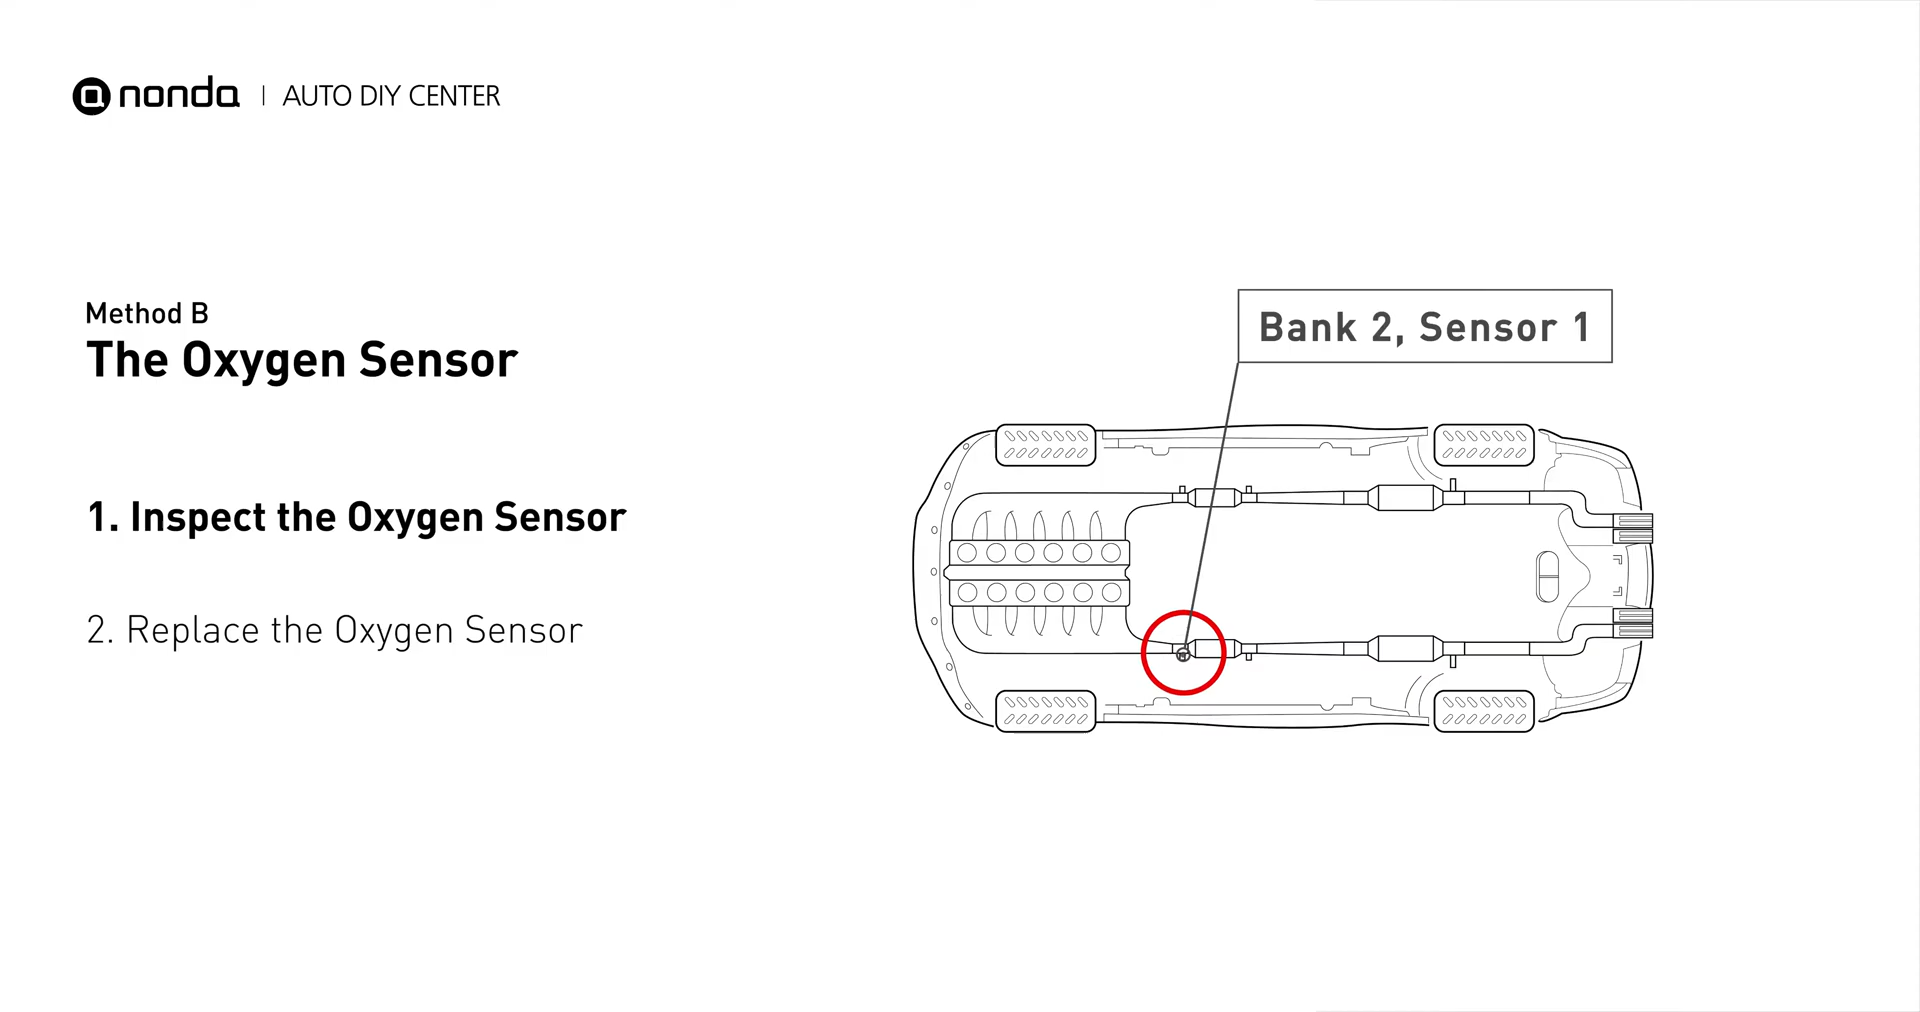 nonda | AUTO DIY CENTER
Method B
The Oxygen Sensor
1. Inspect the Oxygen Sensor
2. Replace the Oxygen Sensor
Bank 2, Sensor 1